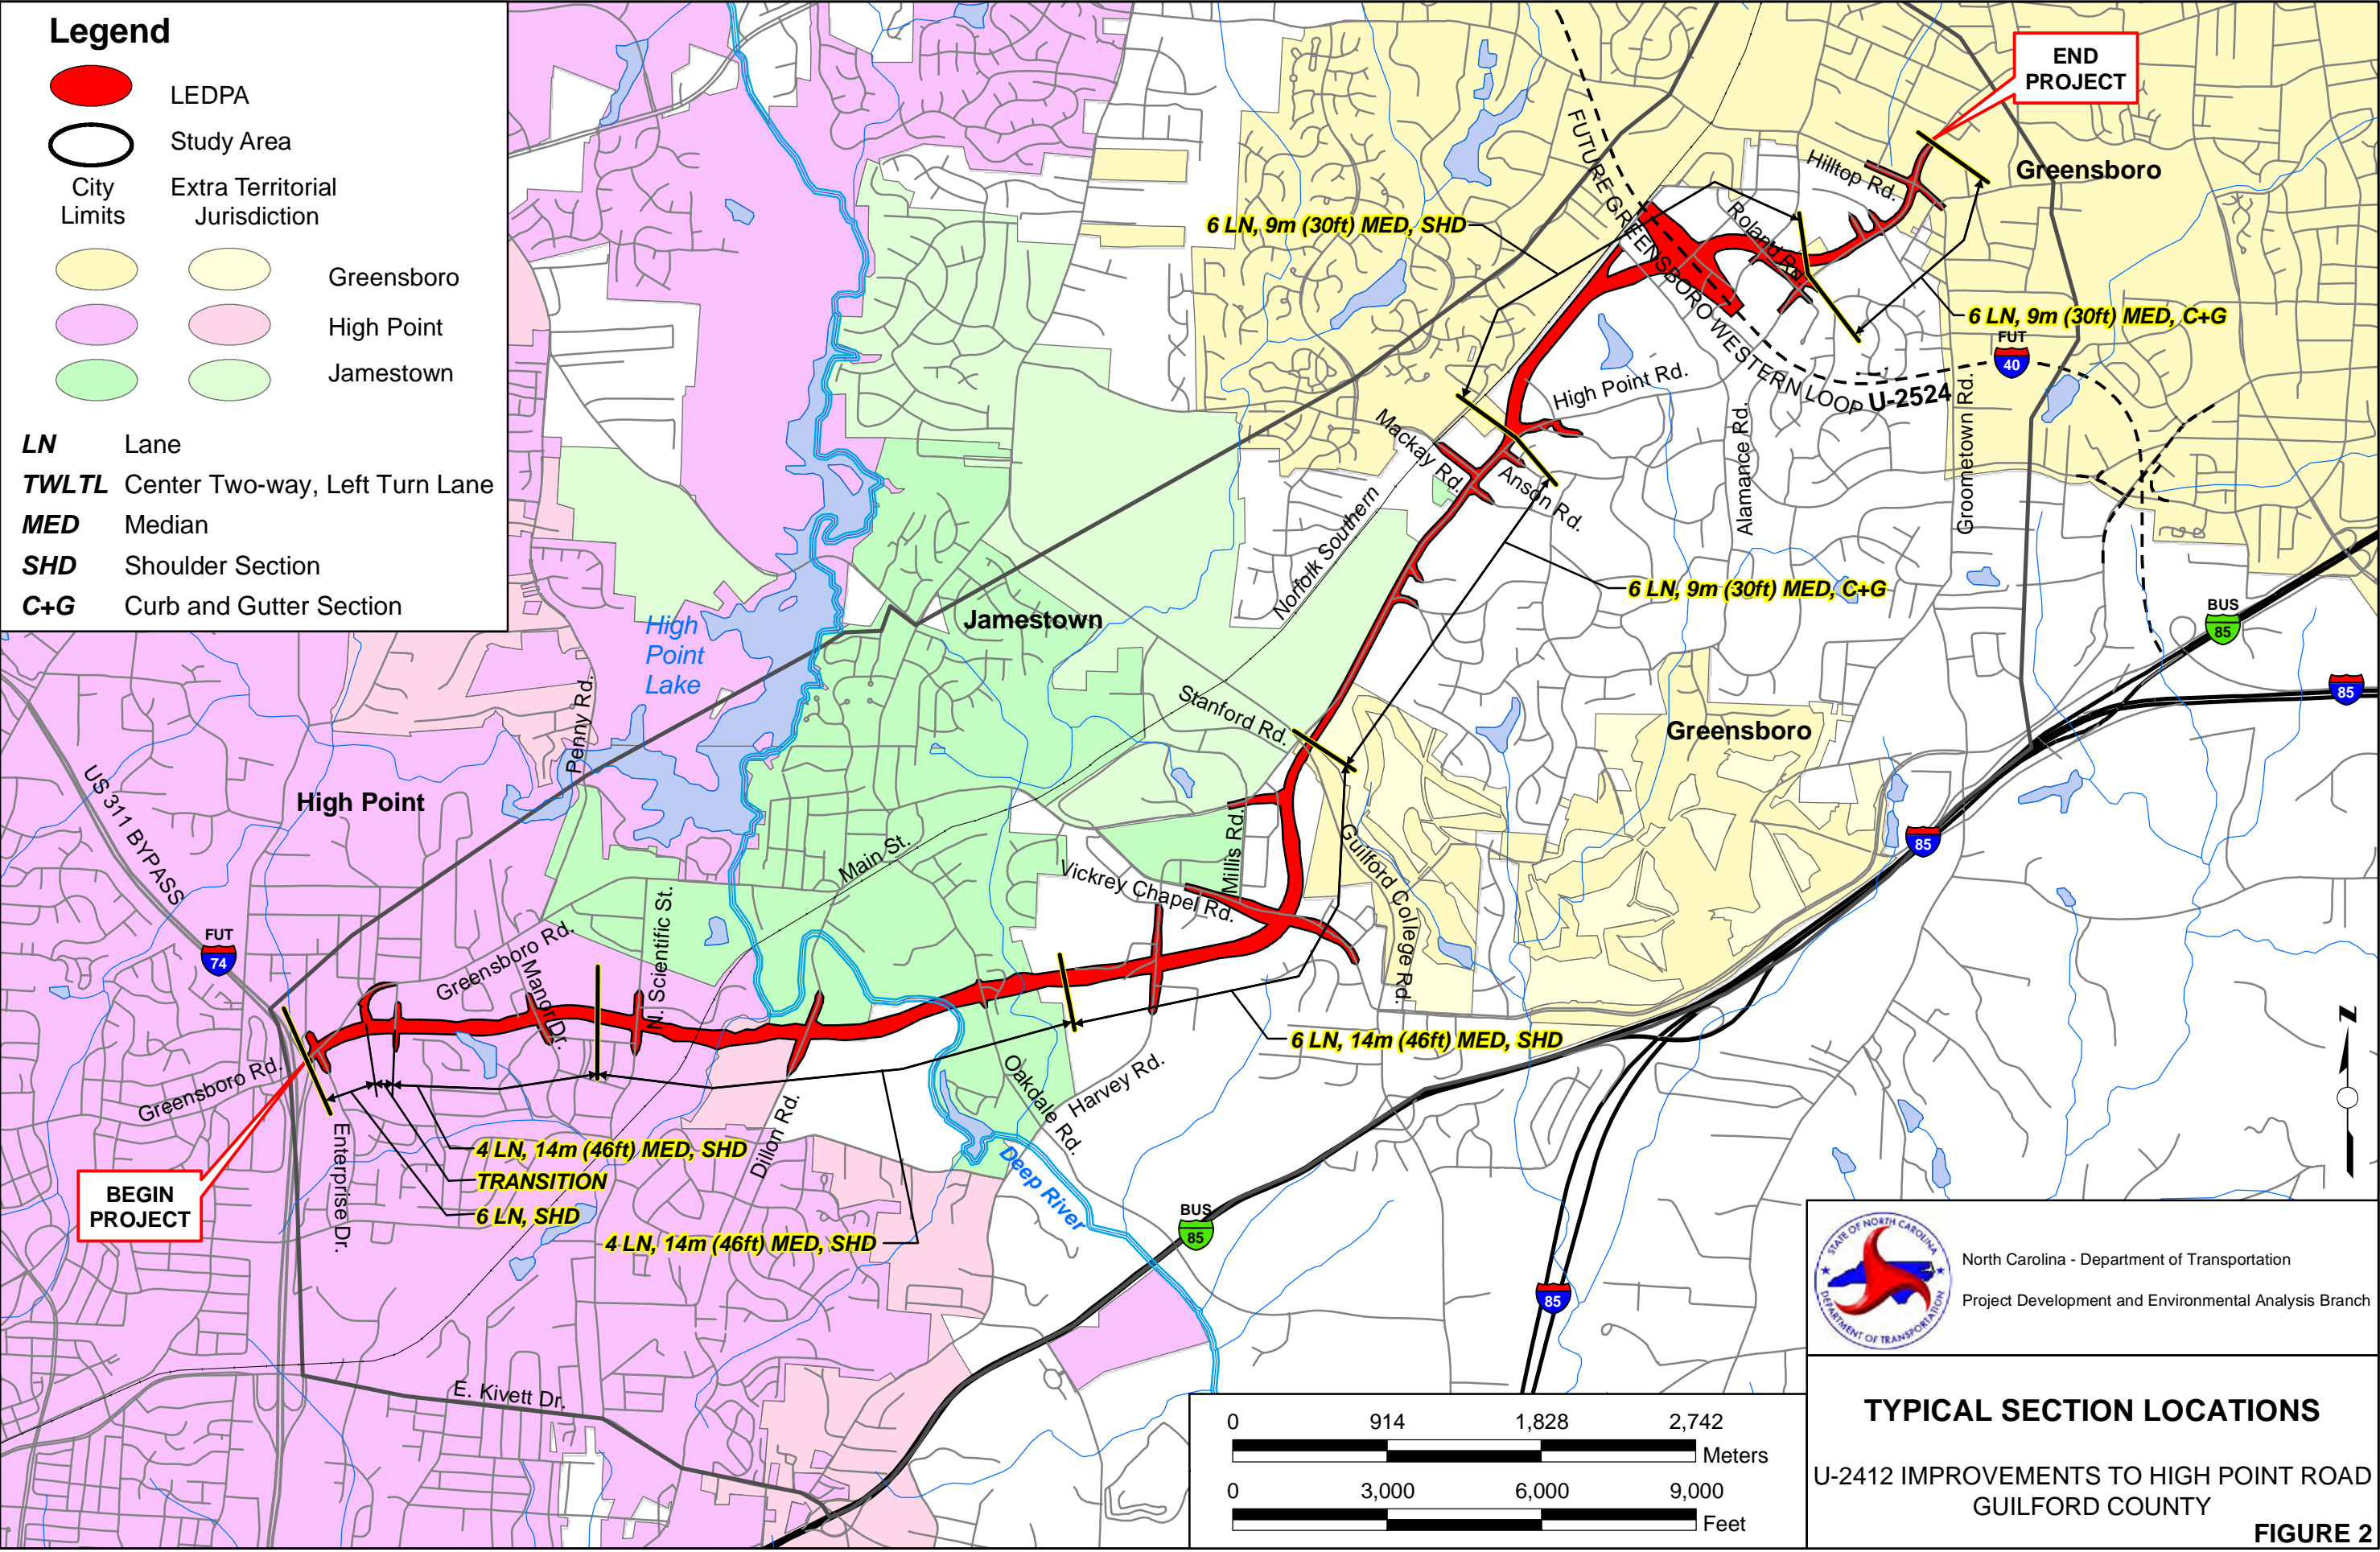 Legend
LEDPA
Study Area
City
Limits
Extra Territorial
Jurisdiction
Greensboro
High Point
Jamestown
LN Lane
TWLTL Center Two-way, Left Turn Lane
MED Median
SHD Shoulder Section
C+G Curb and Gutter Section
END
PROJECT
Greensboro
Hilltop Rd.
Roland Rd.
FUTURE GREENSBORO WESTERN LOOP U-2524
6 LN, 9m (30ft) MED, SHD
6 LN, 9m (30ft) MED, C+G
FUT
40
High Point Rd.
Mackay Rd.
Anson Rd.
Alamance Rd.
Groometown Rd.
Norfolk Southern
6 LN, 9m (30ft) MED, C+G
BUS
85
85
Jamestown
High
Point
Lake
Penny Rd.
Stanford Rd.
Greensboro
US 311 BYPASS
High Point
Main St.
Millis Rd.
Guilford College Rd.
85
Vickrey Chapel Rd.
FUT
74
Greensboro Rd.
Manor Dr.
N. Scientific St.
6 LN, 14m (46ft) MED, SHD
Greensboro Rd.
Enterprise Dr.
Oakdale Rd.
Harvey Rd.
Dillon Rd.
4 LN, 14m (46ft) MED, SHD
TRANSITION
6 LN, SHD
4 LN, 14m (46ft) MED, SHD
BEGIN
PROJECT
Deep River
BUS
85
85
E. Kivett Dr.
N
0 914 1,828 2,742
Meters
0 3,000 6,000 9,000
Feet
STATE OF NORTH CAROLINA
DEPARTMENT OF TRANSPORTATION
North Carolina - Department of Transportation
Project Development and Environmental Analysis Branch
TYPICAL SECTION LOCATIONS
U-2412 IMPROVEMENTS TO HIGH POINT ROAD
GUILFORD COUNTY
FIGURE 2